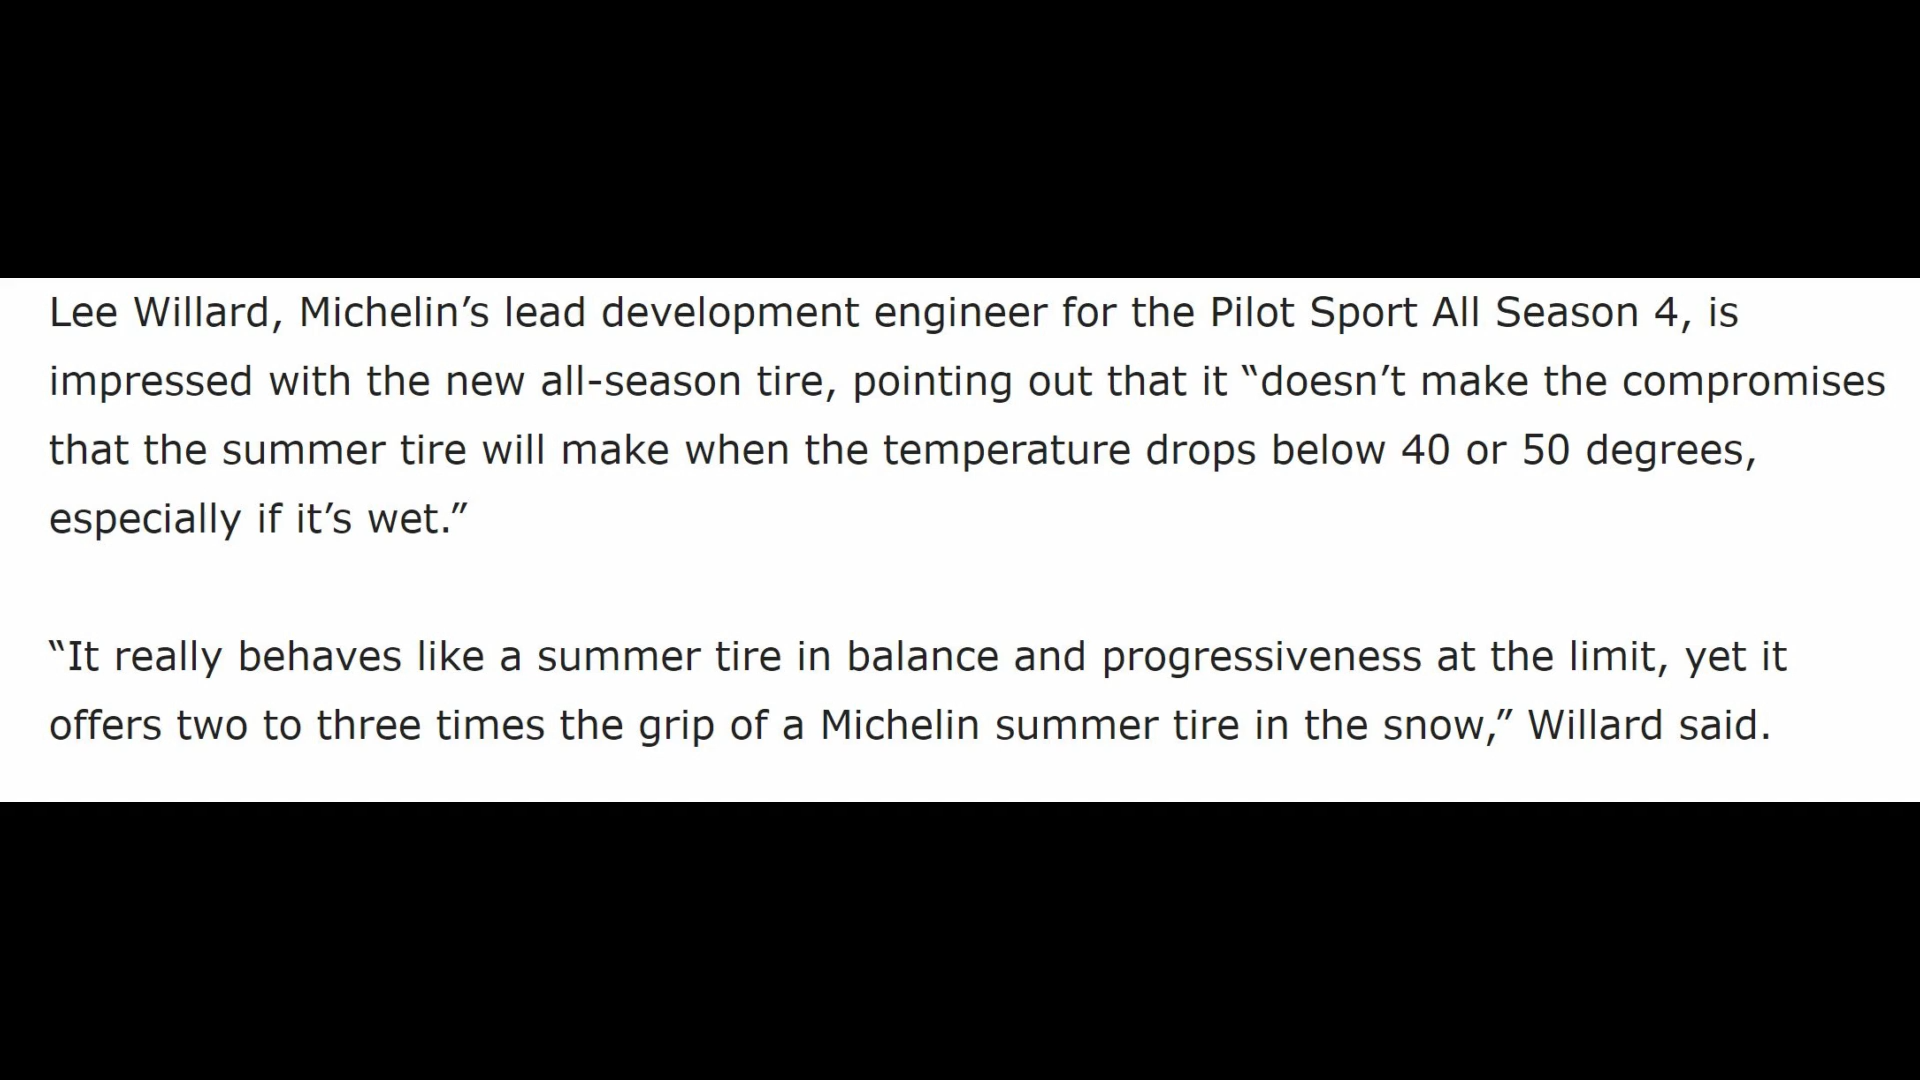 Lee Willard, Michelin’s lead development engineer for the Pilot Sport All Season 4, is
impressed with the new all-season tire, pointing out that it “doesn’t make the compromises
that the summer tire will make when the temperature drops below 40 or 50 degrees,
especially if it’s wet.”
“It really behaves like a summer tire in balance and progressiveness at the limit, yet it
offers two to three times the grip of a Michelin summer tire in the snow,” Willard said.